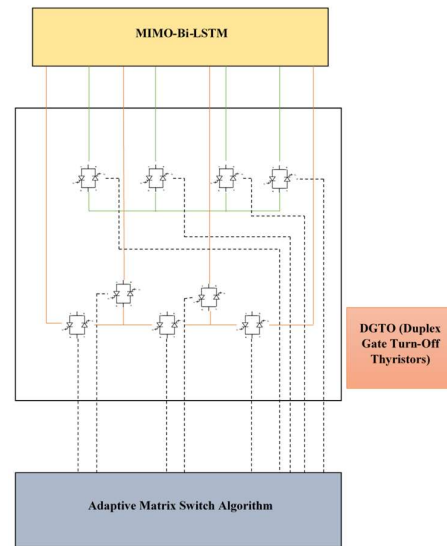 MIMO-Bi-LSTM
DGTO (Duplex
Gate Turn-Off
Thyristors)
Adaptive Matrix Switch Algorithm